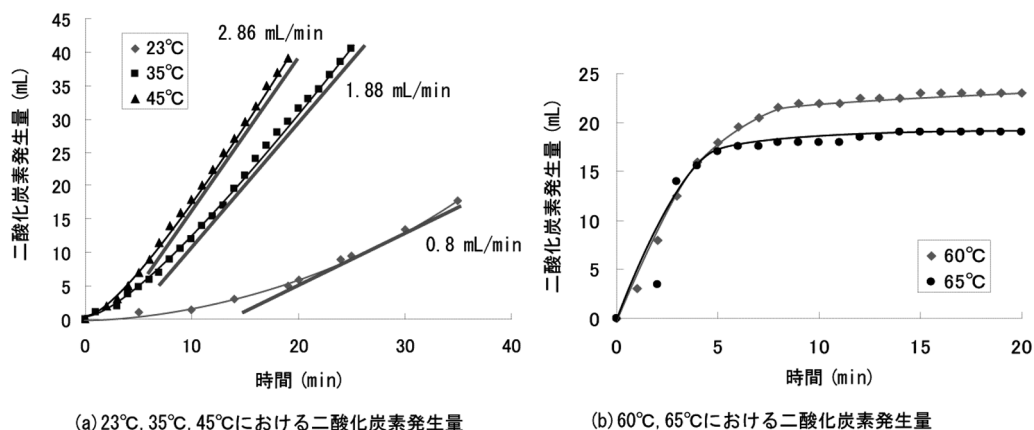 45
40
35
30
25
20
15
10
5
0
二酸化炭素発生量 (mL)
23℃
35℃
45℃
2.86 mL/min
1.88 mL/min
0.8 mL/min
0 10 20 30 40
時間 (min)
(a) 23℃, 35℃, 45℃における二酸化炭素発生量
25
20
15
10
5
0
二酸化炭素発生量 (mL)
60℃
65℃
0 5 10 15 20
時間 (min)
(b) 60℃, 65℃における二酸化炭素発生量